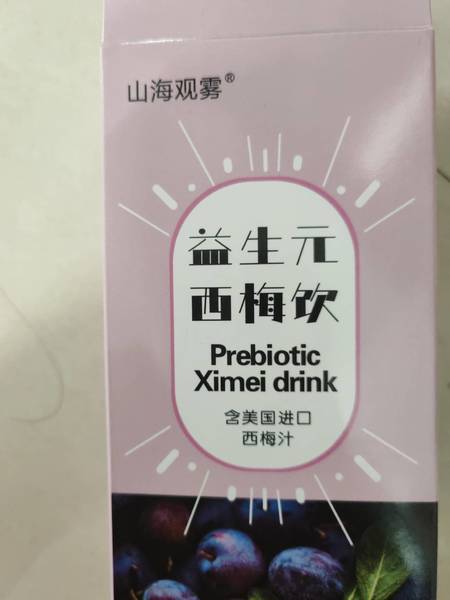 山海观雾®
益生元
西梅饮
Prebiotic
Ximei drink
含美国进口
西梅汁